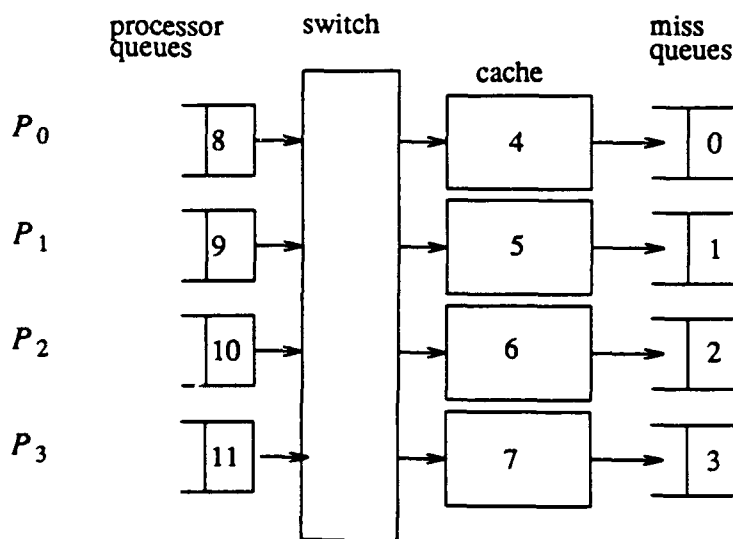 processor
queues
switch
cache
miss
queues
P0 8 4 0
P1 9 5 1
P2 10 6 2
P3 11 7 3